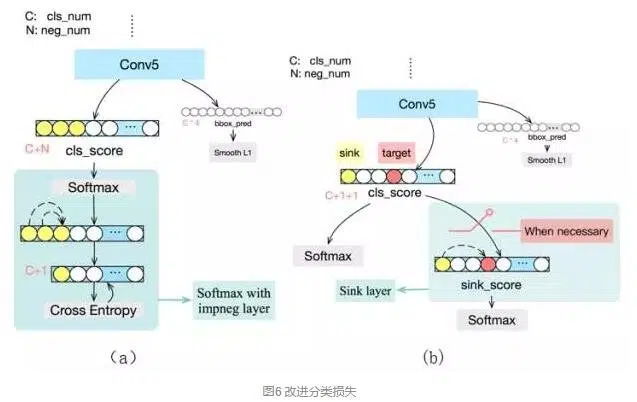 C: cls_num
N: neg_num
Conv5
C+N
cls_score
C*4
bbox_pred
Smooth L1
Softmax
C+1
Cross Entropy
Softmax with
impneg layer
(a)
C: cls_num
N: neg_num
Conv5
C*4
bbox_pred
Smooth L1
sink
target
C+1+1
cls_score
Softmax
When necessary
Sink layer
sink_score
Softmax
(b)
图6 改进分类损失